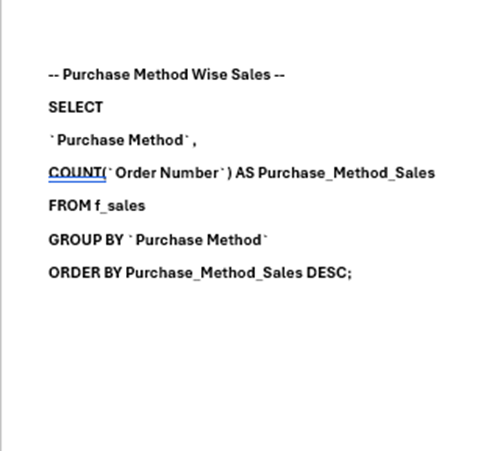 -- Purchase Method Wise Sales --
SELECT
`Purchase Method`,
COUNT(`Order Number`) AS Purchase_Method_Sales
FROM f_sales
GROUP BY `Purchase Method`
ORDER BY Purchase_Method_Sales DESC;